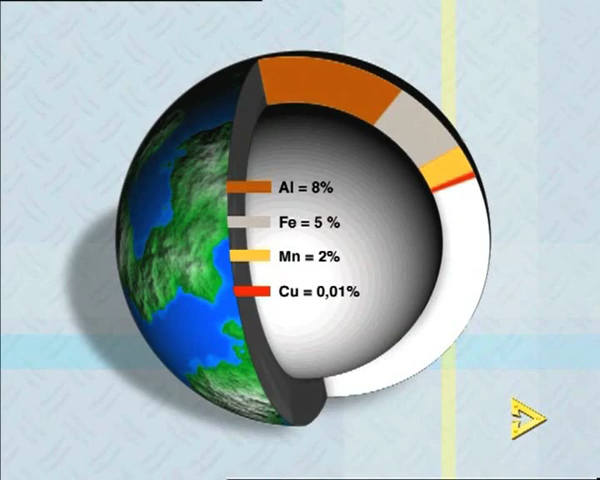 Al = 8%
Fe = 5 %
Mn = 2%
Cu = 0,01%